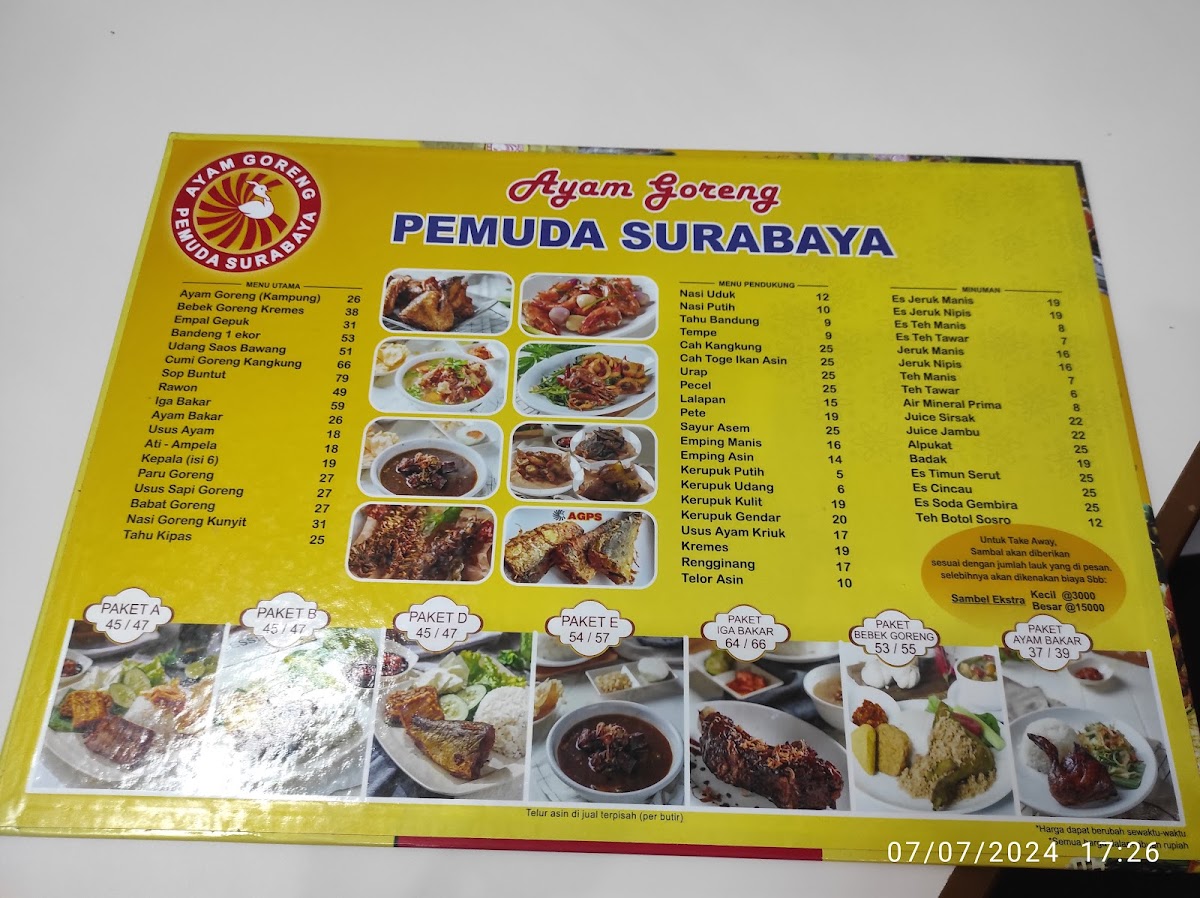 AYAM GORENG
PEMUDA SURABAYA
Ayam Goreng
PEMUDA SURABAYA
MENU UTAMA
Ayam Goreng (Kampung) 26
Bebek Goreng Kremes 38
Empal Gepuk 31
Bandeng 1 ekor 53
Udang Saos Bawang 51
Cumi Goreng Kangkung 66
Sop Buntut 79
Rawon 49
Iga Bakar 59
Ayam Bakar 26
Usus Ayam 18
Ati - Ampela 18
Kepala (isi 6) 19
Paru Goreng 27
Usus Sapi Goreng 27
Babat Goreng 27
Nasi Goreng Kunyit 31
Tahu Kipas 25
AGPS
MENU PENDUKUNG
Nasi Uduk 12
Nasi Putih 10
Tahu Bandung 9
Tempe 9
Cah Kangkung 25
Cah Toge Ikan Asin 25
Urap 25
Pecel 25
Lalapan 15
Pete 19
Sayur Asem 25
Emping Manis 16
Emping Asin 14
Kerupuk Putih 5
Kerupuk Udang 6
Kerupuk Kulit 19
Kerupuk Gendar 20
Usus Ayam Kriuk 17
Kremes 19
Rengginang 17
Telor Asin 10
MINUMAN
Es Jeruk Manis 19
Es Jeruk Nipis 19
Es Teh Manis 8
Es Teh Tawar 7
Jeruk Manis 16
Jeruk Nipis 16
Teh Manis 7
Teh Tawar 6
Air Mineral Prima 8
Juice Sirsak 22
Juice Jambu 22
Alpukat 25
Badak 19
Es Timun Serut 25
Es Cincau 25
Es Soda Gembira 25
Teh Botol Sosro 12
Untuk Take Away,
Sambal akan diberikan
sesuai dengan jumlah lauk yang di pesan.
selebihnya akan dikenakan biaya Sbb:
Sambel Ekstra Kecil @3000
Besar @15000
PAKET A
45 / 47
PAKET B
45 / 47
PAKET D
45 / 47
PAKET E
54 / 57
PAKET
IGA BAKAR
64 / 66
PAKET
BEBEK GORENG
53 / 55
PAKET
AYAM BAKAR
37 / 39
Telur asin di jual terpisah (per butir)
*Harga dapat berubah sewaktu-waktu
*Semua rupiah
07/07/2024 17:26